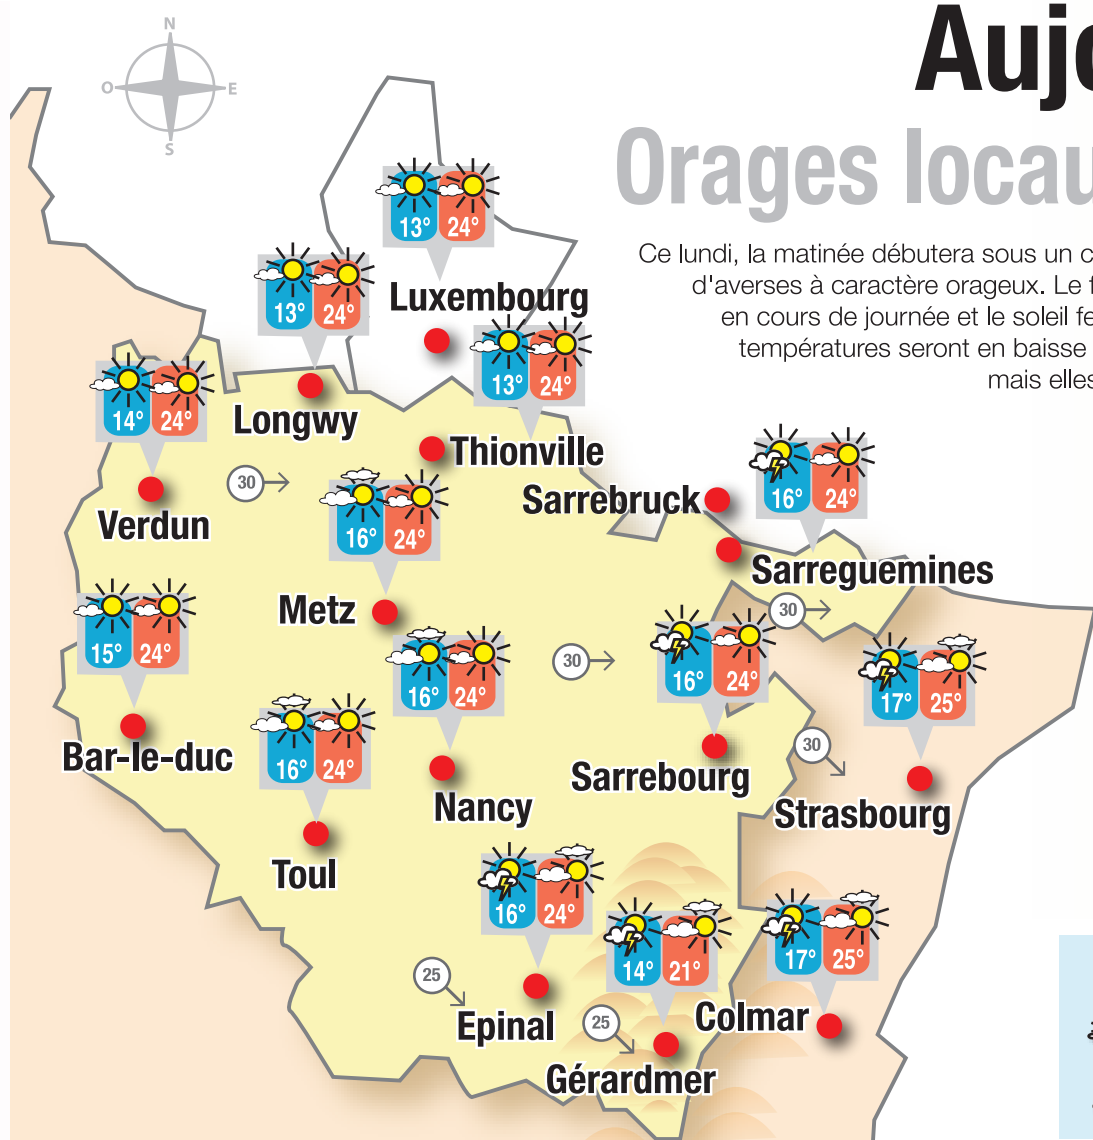 N
O E
S
Aujo
Orages locau
Ce lundi, la matinée débutera sous un c
d'averses à caractère orageux. Le f
en cours de journée et le soleil fe
températures seront en baisse
mais elles
13° 24°
Luxembourg
13° 24°
Longwy
13° 24°
Thionville
14° 24°
Verdun
30
16° 24°
Metz
16° 24°
Sarrebruck
Sarreguemines
30
15° 24°
Bar-le-duc
16° 24°
Nancy
30
16° 24°
Sarrebourg
17° 25°
Strasbourg
30
16° 24°
Toul
16° 24°
Epinal
25
14° 21°
Gérardmer
25
17° 25°
Colmar